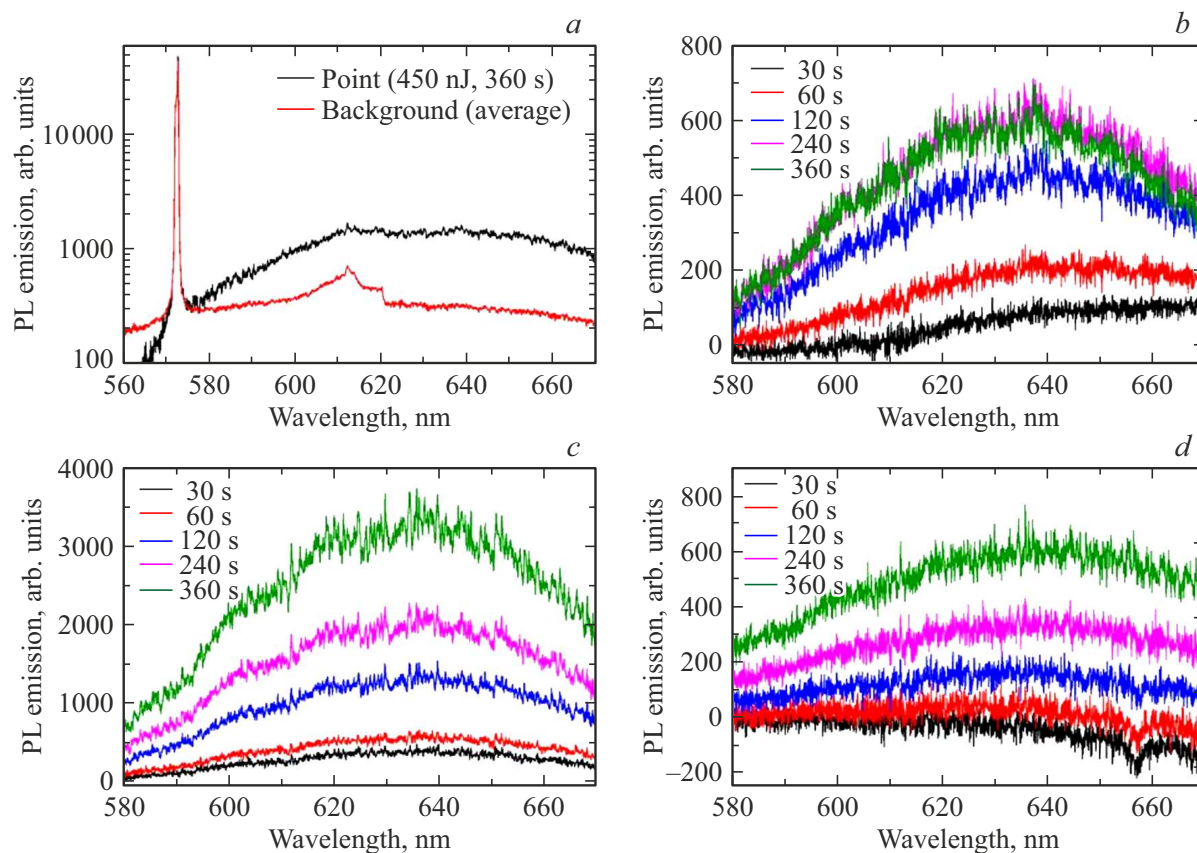 a
Point (450 nJ, 360 s)
Background (average)
PL emission, arb. units
10 000
1000
100
560 580 600 620 640 660
Wavelength, nm
b
30 s
60 s
120 s
240 s
360 s
PL emission, arb. units
800
600
400
200
0
580 600 620 640 660
Wavelength, nm
c
30 s
60 s
120 s
240 s
360 s
PL emission, arb. units
4000
3000
2000
1000
0
580 600 620 640 660
Wavelength, nm
d
30 s
60 s
120 s
240 s
360 s
PL emission, arb. units
800
600
400
200
0
–200
580 600 620 640 660
Wavelength, nm